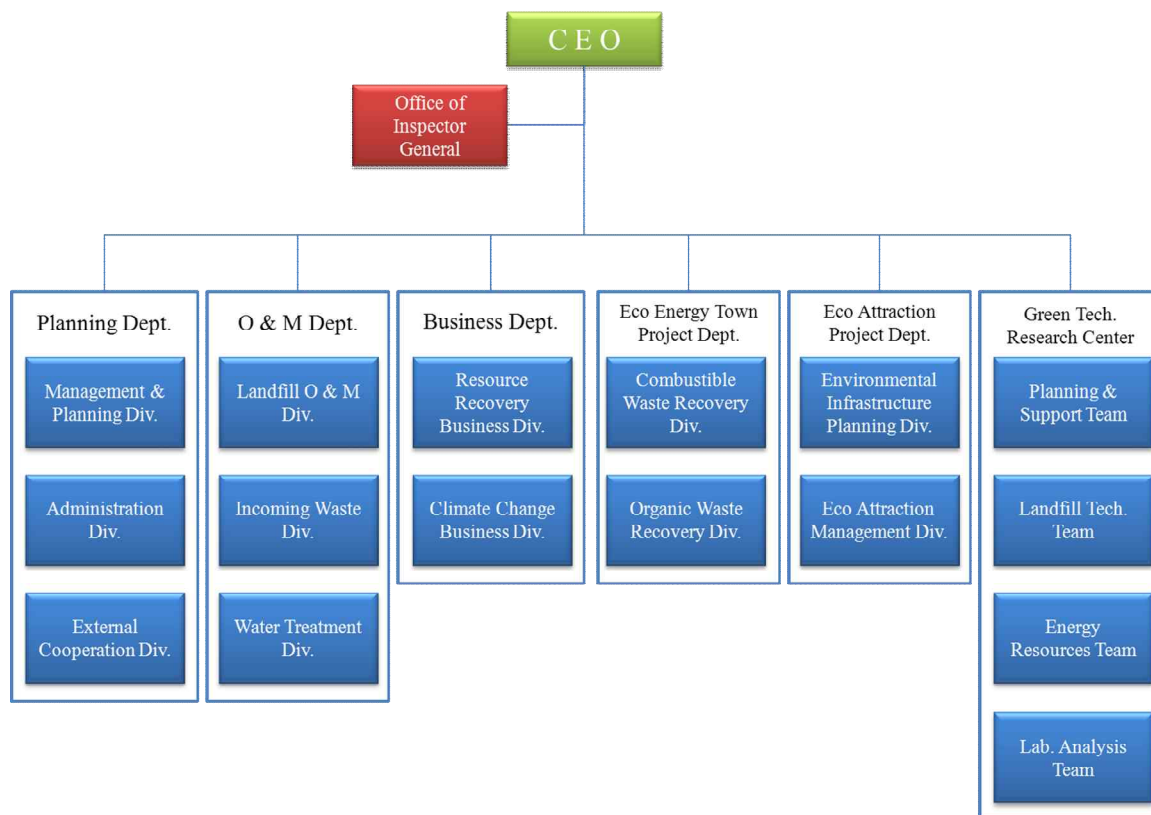 C E O
Office of
Inspector
General
Planning Dept.
Management &
Planning Div.
Administration
Div.
External
Cooperation Div.
O & M Dept.
Landfill O & M
Div.
Incoming Waste
Div.
Water Treatment
Div.
Business Dept.
Resource
Recovery
Business Div.
Climate Change
Business Div.
Eco Energy Town
Project Dept.
Combustible
Waste Recovery
Div.
Organic Waste
Recovery Div.
Eco Attraction
Project Dept.
Environmental
Infrastructure
Planning Div.
Eco Attraction
Management Div.
Green Tech.
Research Center
Planning &
Support Team
Landfill Tech.
Team
Energy
Resources Team
Lab. Analysis
Team